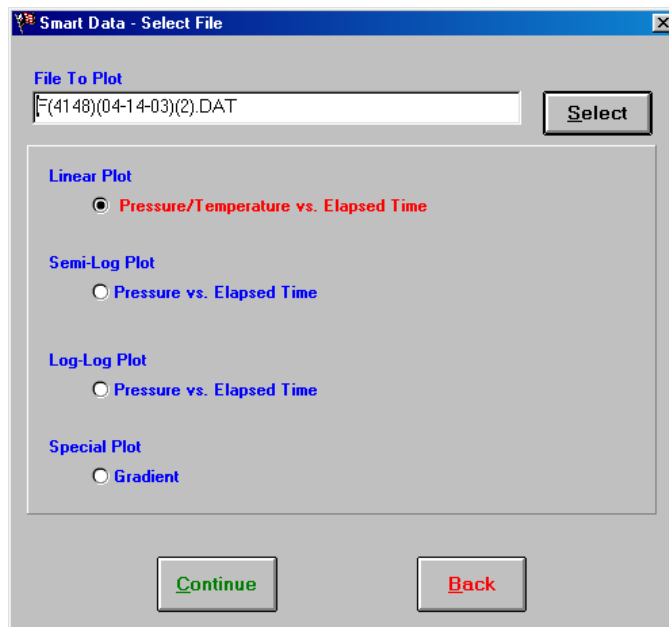 Smart Data - Select File
File To Plot
F(4148)(04-14-03)(2).DAT
Select
Linear Plot
Pressure/Temperature vs. Elapsed Time
Semi-Log Plot
Pressure vs. Elapsed Time
Log-Log Plot
Pressure vs. Elapsed Time
Special Plot
Gradient
Continue
Back